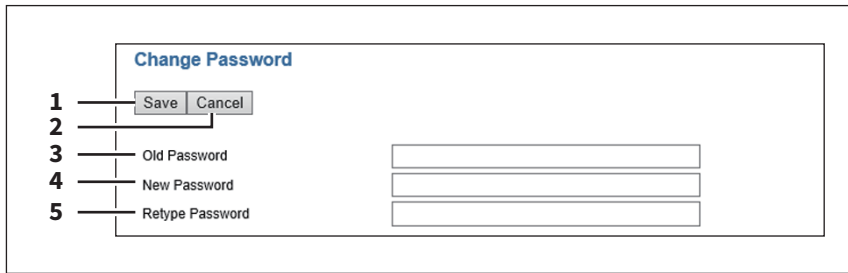 Change Password
1 Save Cancel
2
3 Old Password
4 New Password
5 Retype Password